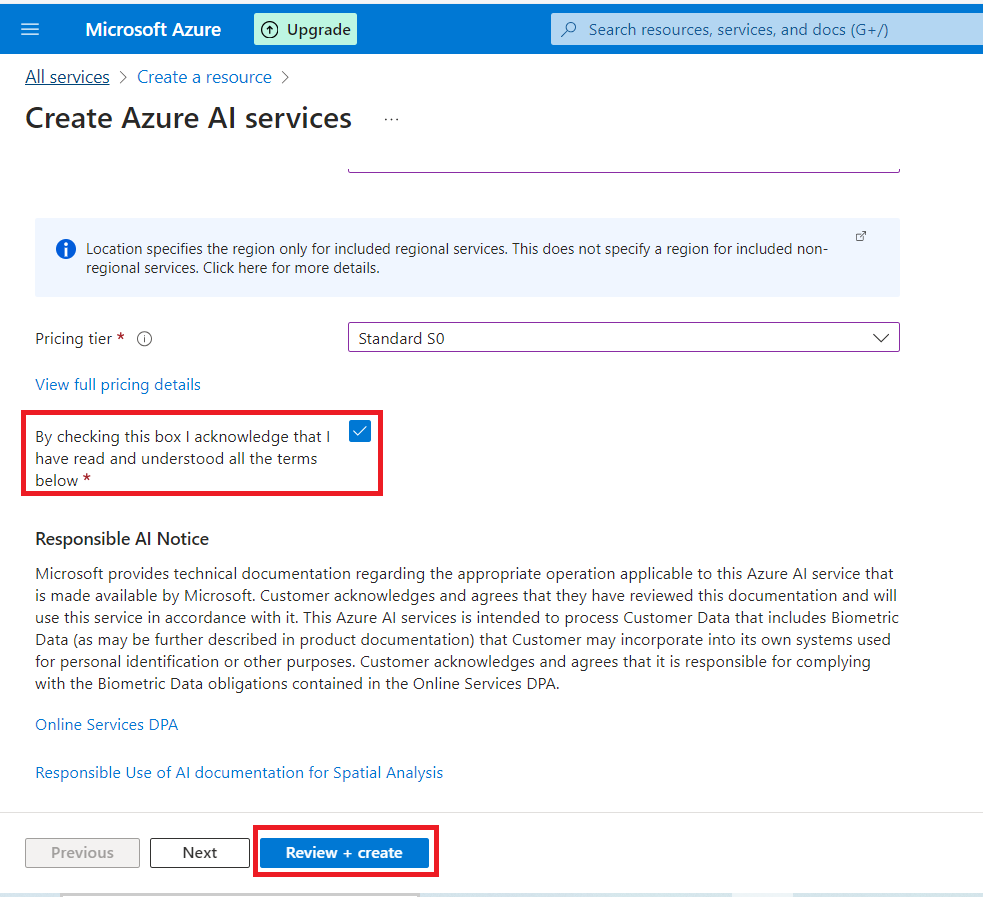 Microsoft Azure
Upgrade
Search resources, services, and docs (G+/)
All services > Create a resource >
Create Azure AI services ...
Location specifies the region only for included regional services. This does not specify a region for included non-
regional services. Click here for more details.
Pricing tier *
Standard S0
View full pricing details
By checking this box I acknowledge that I
have read and understood all the terms
below *
Responsible AI Notice
Microsoft provides technical documentation regarding the appropriate operation applicable to this Azure AI service that
is made available by Microsoft. Customer acknowledges and agrees that they have reviewed this documentation and will
use this service in accordance with it. This Azure AI services is intended to process Customer Data that includes Biometric
Data (as may be further described in product documentation) that Customer may incorporate into its own systems used
for personal identification or other purposes. Customer acknowledges and agrees that it is responsible for complying
with the Biometric Data obligations contained in the Online Services DPA.
Online Services DPA
Responsible Use of AI documentation for Spatial Analysis
Previous
Next
Review + create